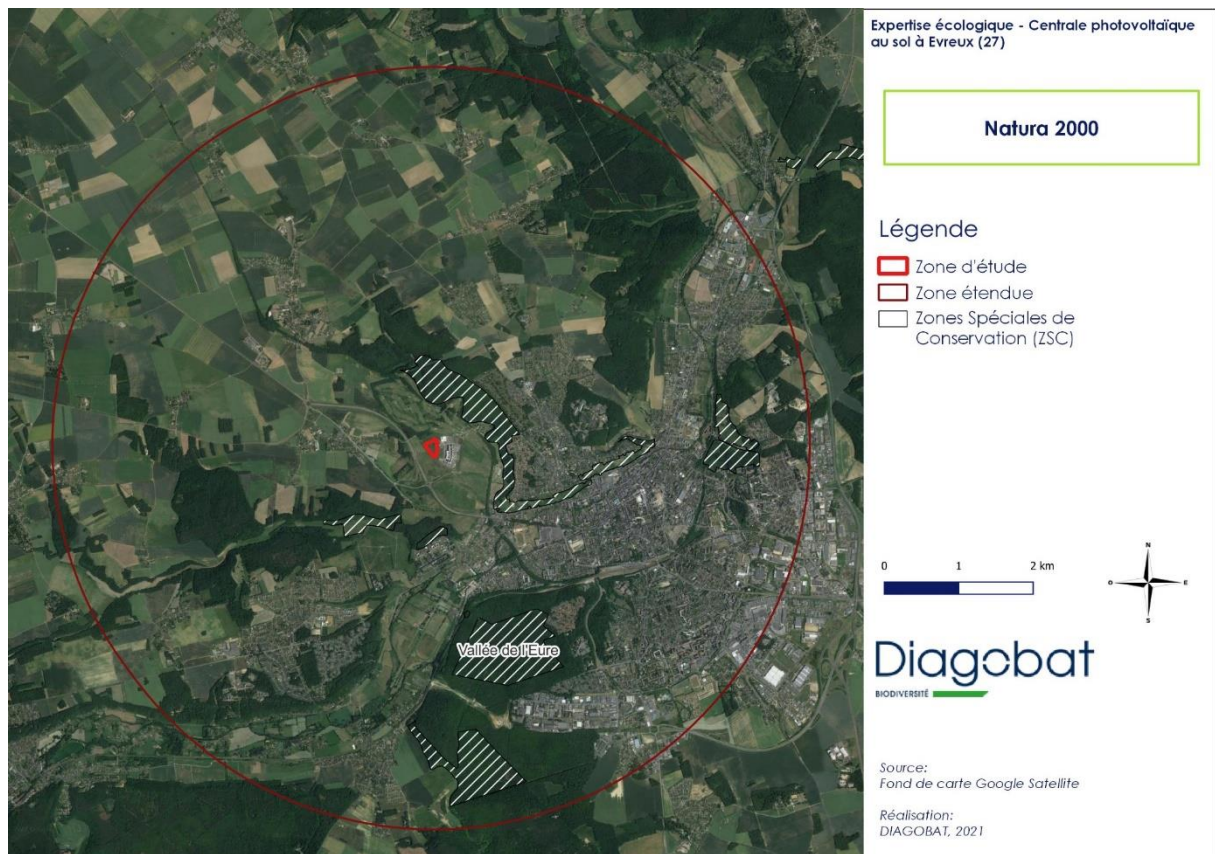 Expertise écologique - Centrale photovoltaïque
au sol à Evreux (27)
Natura 2000
Légende
Zone d'étude
Zone étendue
Zones Spéciales de
Conservation (ZSC)
Vallée de l'Eure
0 1 2 km
N
O E
S
Diagobat
BIODIVERSITÉ
Source:
Fond de carte Google Satellite
Réalisation:
DIAGOBAT, 2021